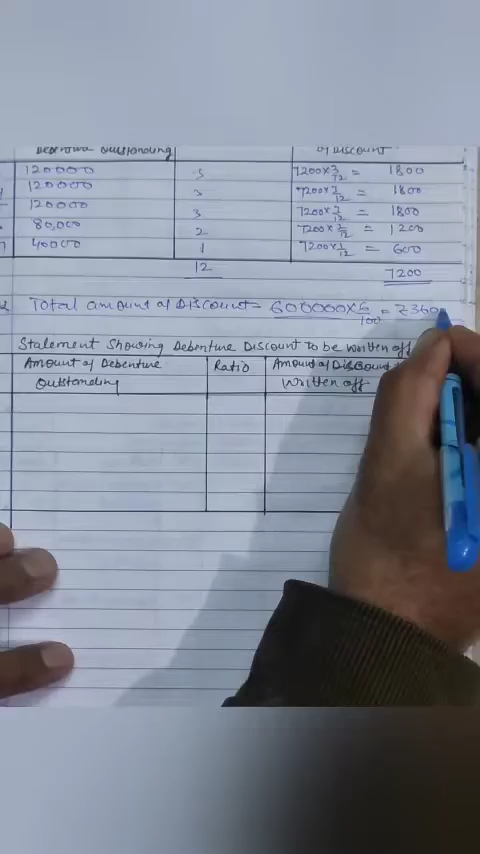 Debenture Outstanding of Discount
120000 3 7200 × 3/12 = 1800
120000 3 7200 × 3/12 = 1800
120000 3 7200 × 3/12 = 1800
80,000 2 7200 × 2/12 = 1200
40000 1 7200 × 1/12 = 600
12 7200
Total amount of Discount = 600000 × 6/100 = ₹360
Statement Showing Debenture Discount to be written off
Amount of Debenture Outstanding Ratio Amount of Discount Written off